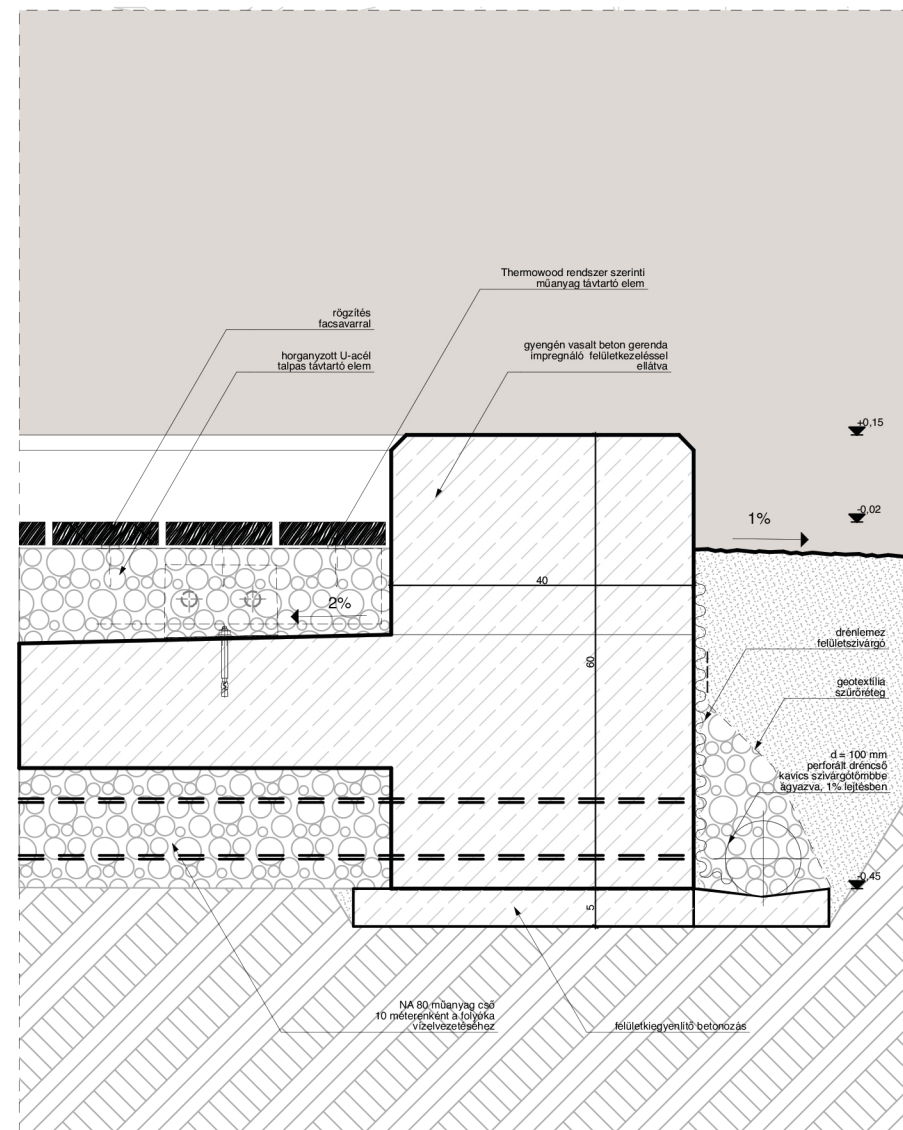 Thermowood rendszer szerinti
műanyag távtartó elem
rögzítés
facsavarral
gyengén vasalt beton gerenda
impregnáló felületkezeléssel
ellátva
horganyzott U-acél
talpas távtartó elem
+0,15
-0,02
1%
40
2%
60
drénlemez
felületszivárgó
geotextília
szűrőréteg
d = 100 mm
perforált dréncső
kavics szivárgótömbbe
ágyazva, 1% lejtésben
-0,45
5
NA 80 műanyag cső
10 méterenként a folyóka
vízelvezetéséhez
felületkiegyenlítő betonozás